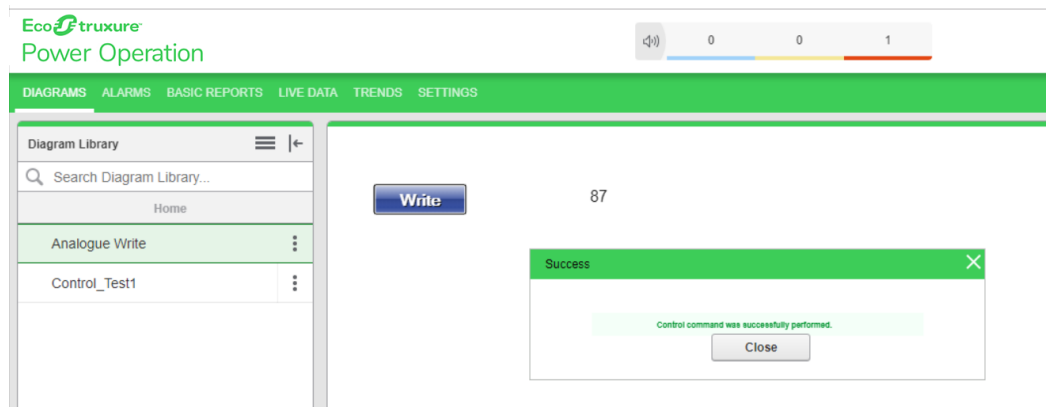 EcoStruxure
Power Operation
0 0 1
DIAGRAMS ALARMS BASIC REPORTS LIVE DATA TRENDS SETTINGS
Diagram Library
Search Diagram Library...
Home
Analogue Write
Control_Test1
Write
87
Success
Control command was successfully performed.
Close